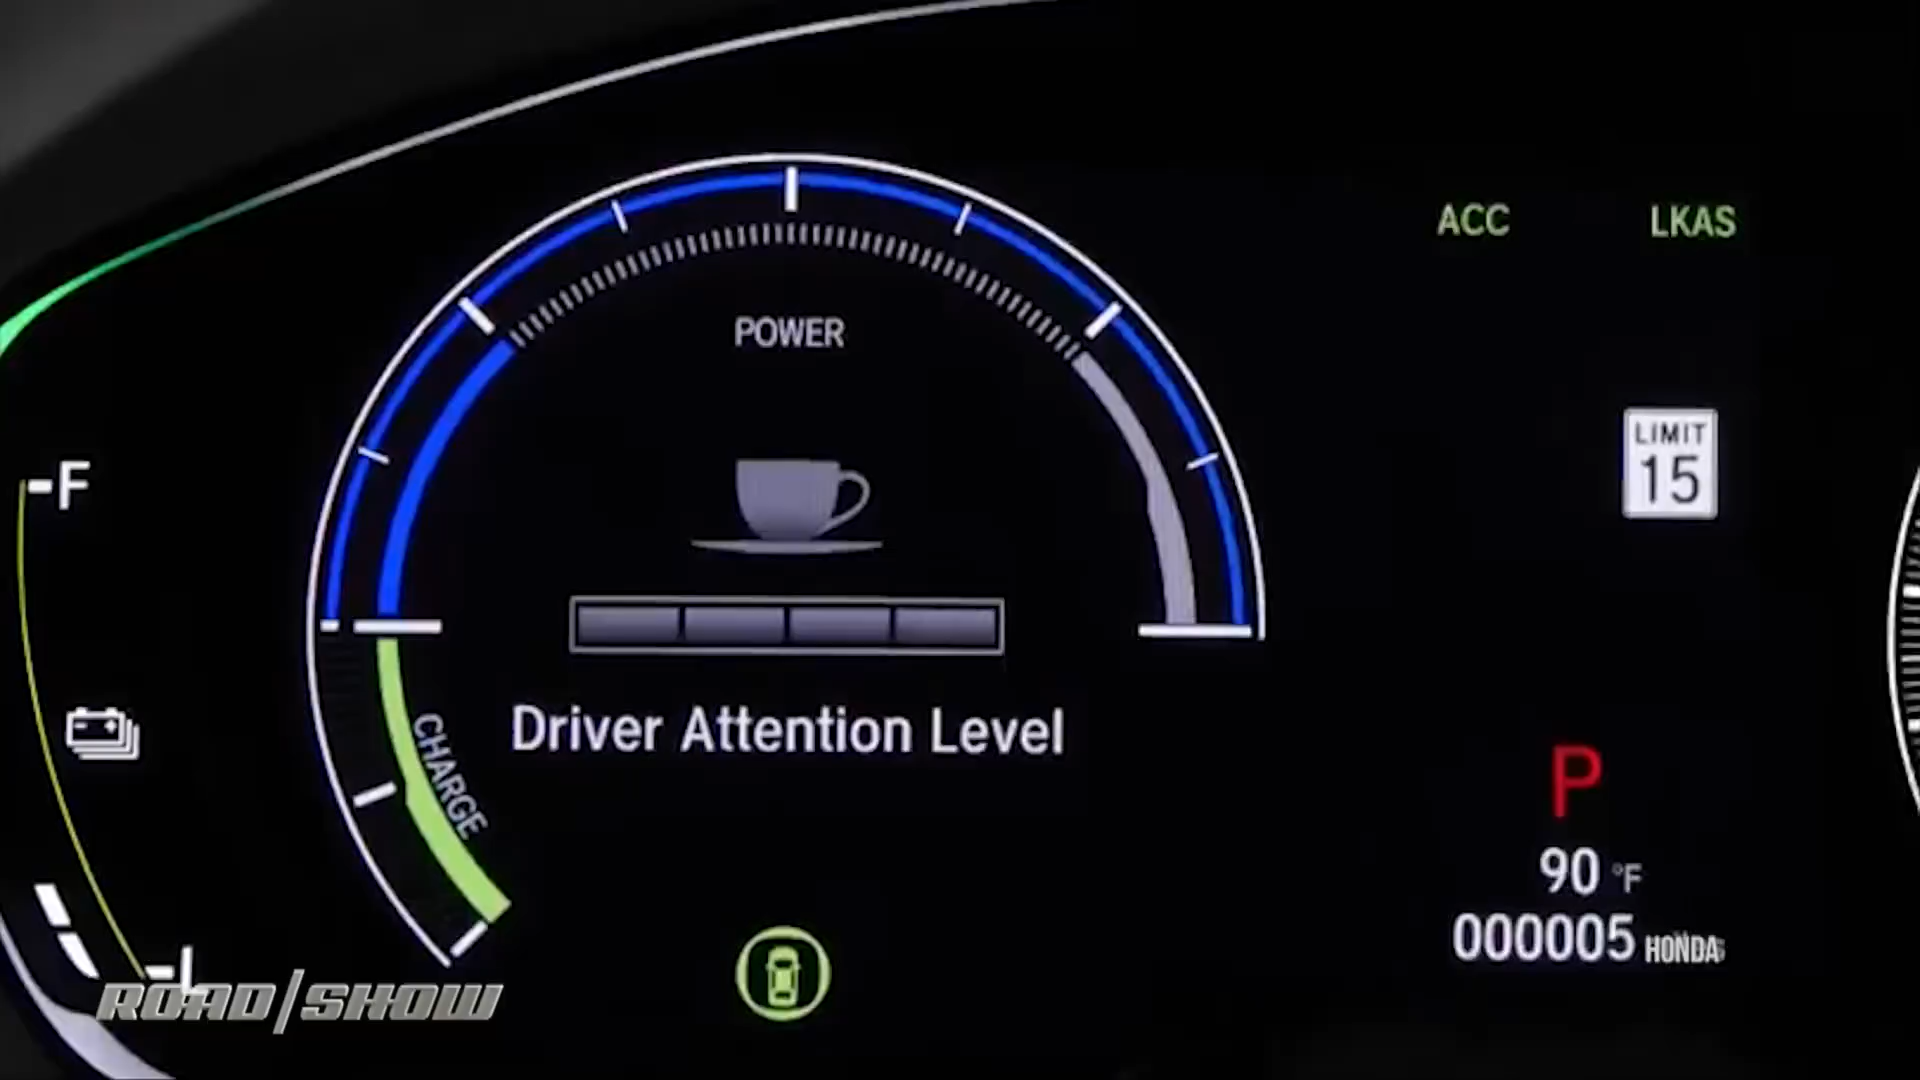 POWER
ACC
LKAS
LIMIT
15
F
Driver Attention Level
CHARGE
P
90 °F
000005
HONDA
L
ROAD/SHOW